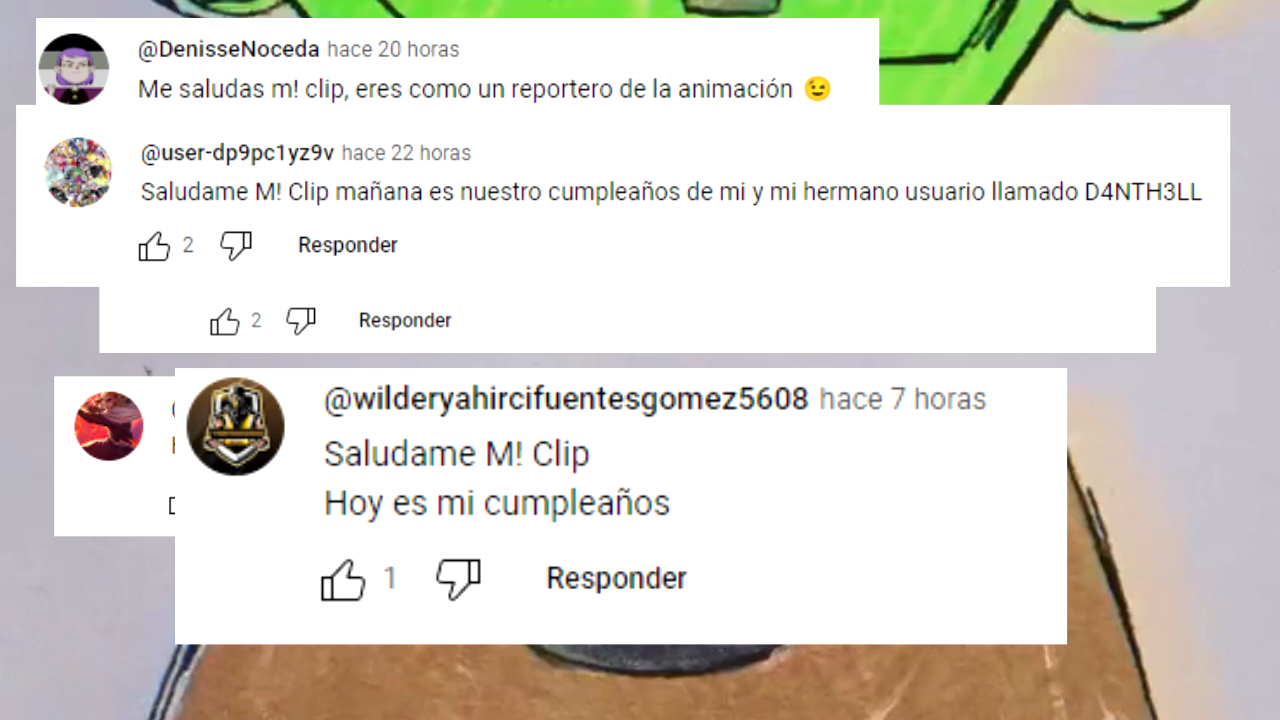 @DenisseNoceda hace 20 horas
Me saludas m! clip, eres como un reportero de la animación 😉
@user-dp9pc1yz9v hace 22 horas
Saludame M! Clip mañana es nuestro cumpleaños de mi y mi hermano usuario llamado D4NTH3LL
2 Responder
2 Responder
@wilderyahircifuentesgomez5608 hace 7 horas
Saludame M! Clip
Hoy es mi cumpleaños
1 Responder